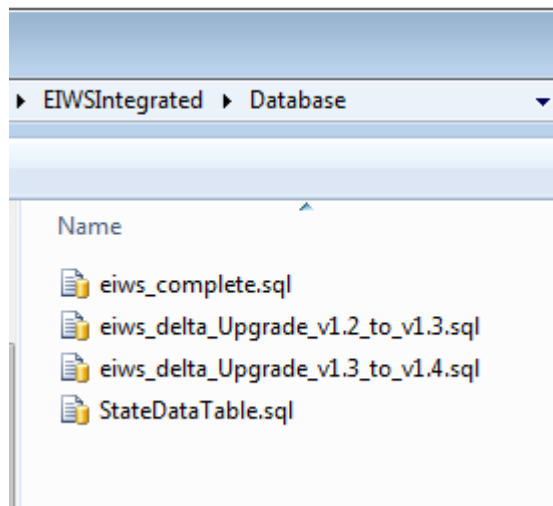 EIWSIntegrated Database
Name
eiws_complete.sql
eiws_delta_Upgrade_v1.2_to_v1.3.sql
eiws_delta_Upgrade_v1.3_to_v1.4.sql
StateDataTable.sql